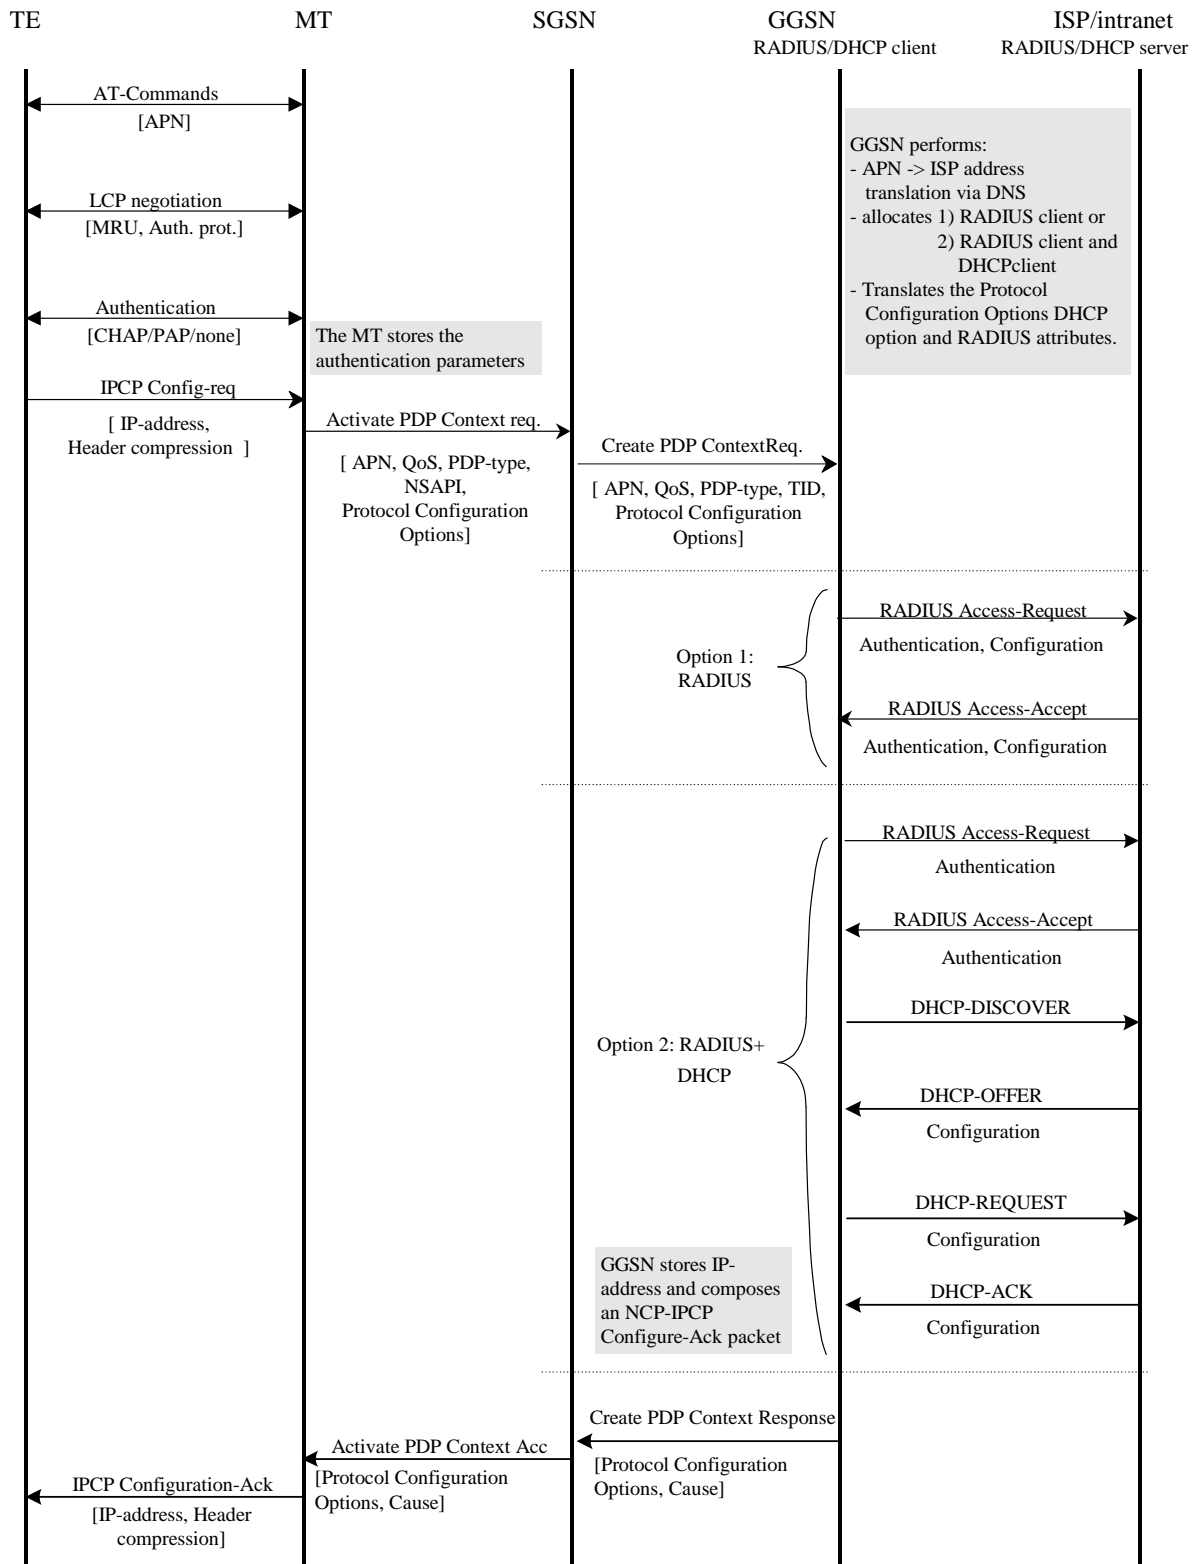 TE MT SGSN GGSN ISP/intranet
RADIUS/DHCP client RADIUS/DHCP server
AT-Commands
[APN]
GGSN performs:
- APN -> ISP address
translation via DNS
- allocates 1) RADIUS client or
2) RADIUS client and
DHCPclient
- Translates the Protocol
Configuration Options DHCP
option and RADIUS attributes.
LCP negotiation
[MRU, Auth. prot.]
Authentication
[CHAP/PAP/none]
The MT stores the
authentication parameters
IPCP Config-req
[ IP-address,
Header compression ]
Activate PDP Context req.
[ APN, QoS, PDP-type,
NSAPI,
Protocol Configuration
Options]
Create PDP ContextReq.
[ APN, QoS, PDP-type, TID,
Protocol Configuration
Options]
RADIUS Access-Request
Authentication, Configuration
Option 1:
RADIUS
RADIUS Access-Accept
Authentication, Configuration
RADIUS Access-Request
Authentication
RADIUS Access-Accept
Authentication
DHCP-DISCOVER
Option 2: RADIUS+
DHCP
DHCP-OFFER
Configuration
DHCP-REQUEST
Configuration
GGSN stores IP-
address and composes
an NCP-IPCP
Configure-Ack packet
DHCP-ACK
Configuration
Create PDP Context Response
[Protocol Configuration
Options, Cause]
Activate PDP Context Acc
[Protocol Configuration
Options, Cause]
IPCP Configuration-Ack
[IP-address, Header
compression]